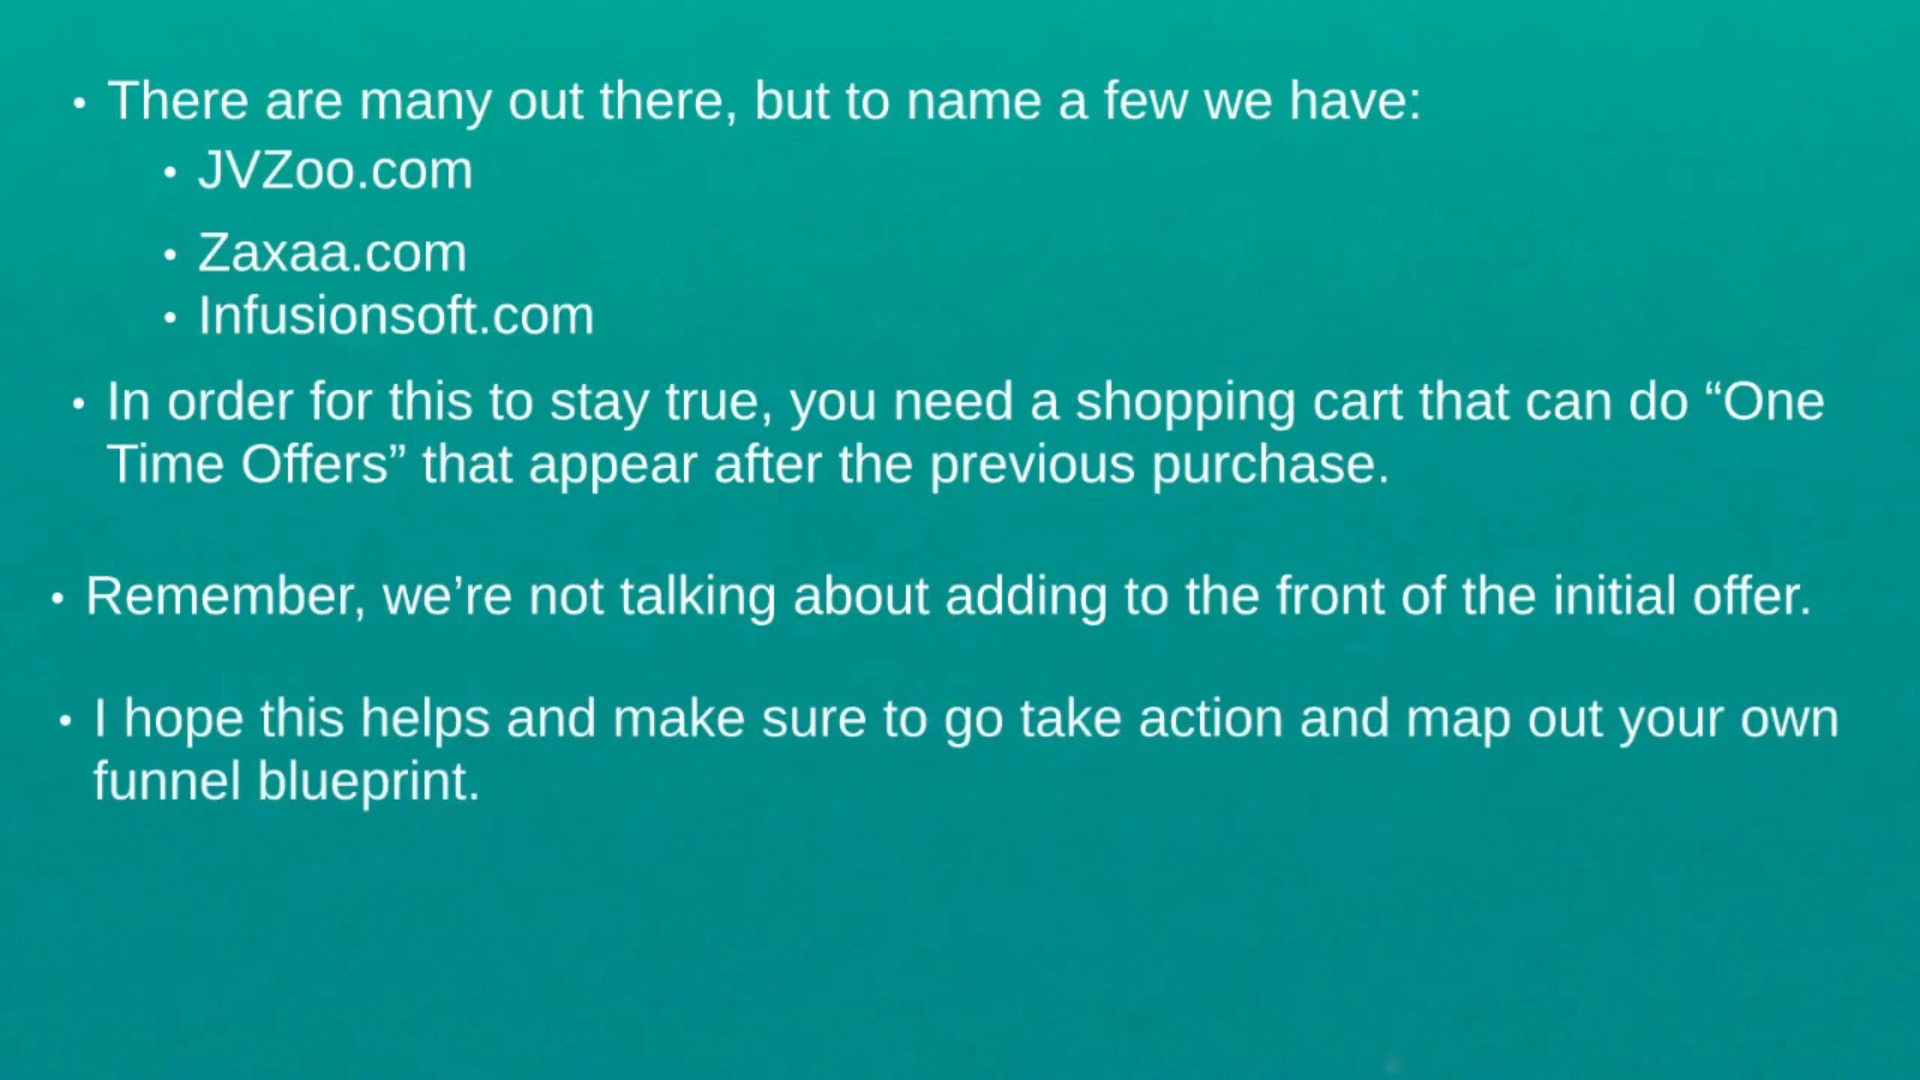 • There are many out there, but to name a few we have:
• JVZoo.com
• Zaxaa.com
• Infusionsoft.com
• In order for this to stay true, you need a shopping cart that can do “One
Time Offers” that appear after the previous purchase.
• Remember, we’re not talking about adding to the front of the initial offer.
• I hope this helps and make sure to go take action and map out your own
funnel blueprint.